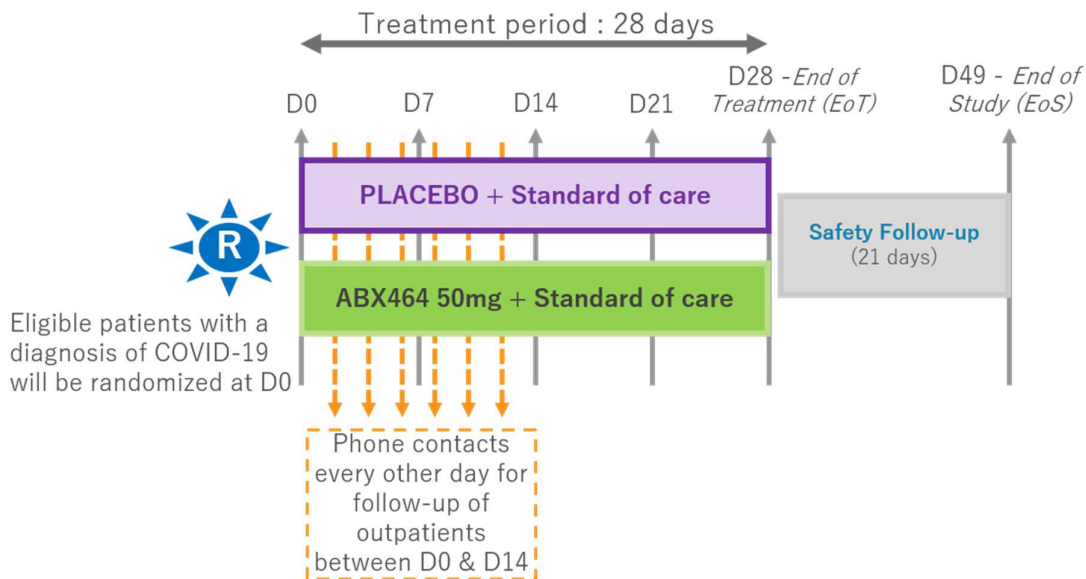 Treatment period : 28 days
D0
D7
D14
D21
D28 - End of
Treatment (EoT)
D49 - End of
Study (EoS)
PLACEBO + Standard of care
R
Safety Follow-up
(21 days)
ABX464 50mg + Standard of care
Eligible patients with a
diagnosis of COVID-19
will be randomized at D0
Phone contacts
every other day for
follow-up of
outpatients
between D0 & D14